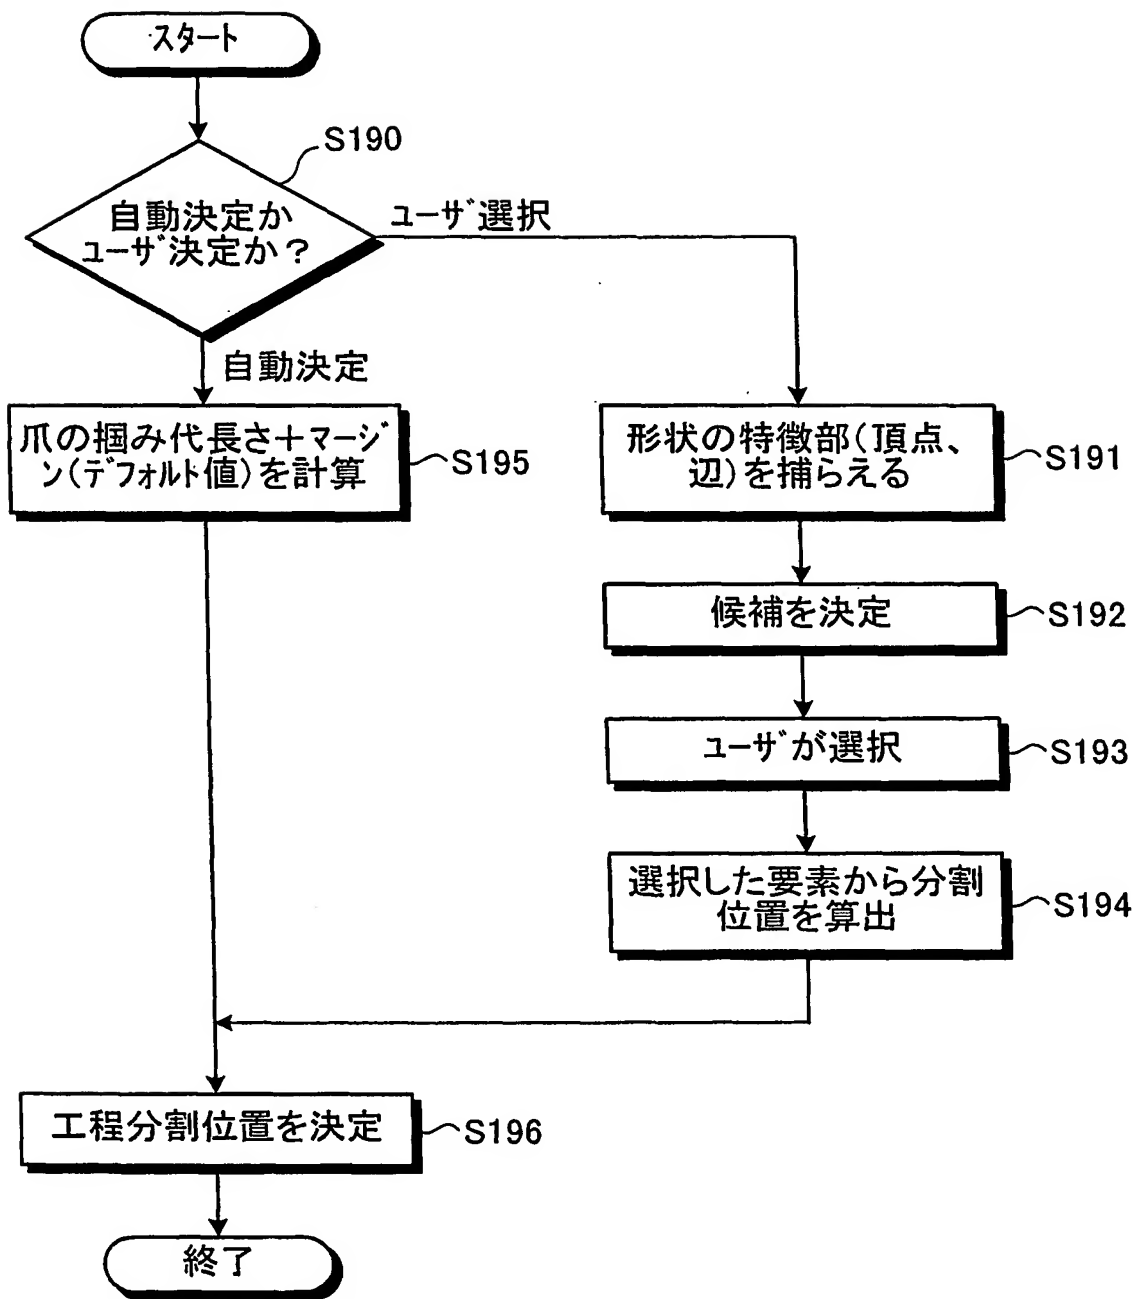 スタート
S190
自動決定か
ユーザ決定か？
ユーザ選択
自動決定
爪の掴み代長さ＋マージ
ン(デフォルト値)を計算
S195
形状の特徴部(頂点、
辺)を捕らえる
S191
候補を決定
S192
ユーザが選択
S193
選択した要素から分割
位置を算出
S194
工程分割位置を決定
S196
終了